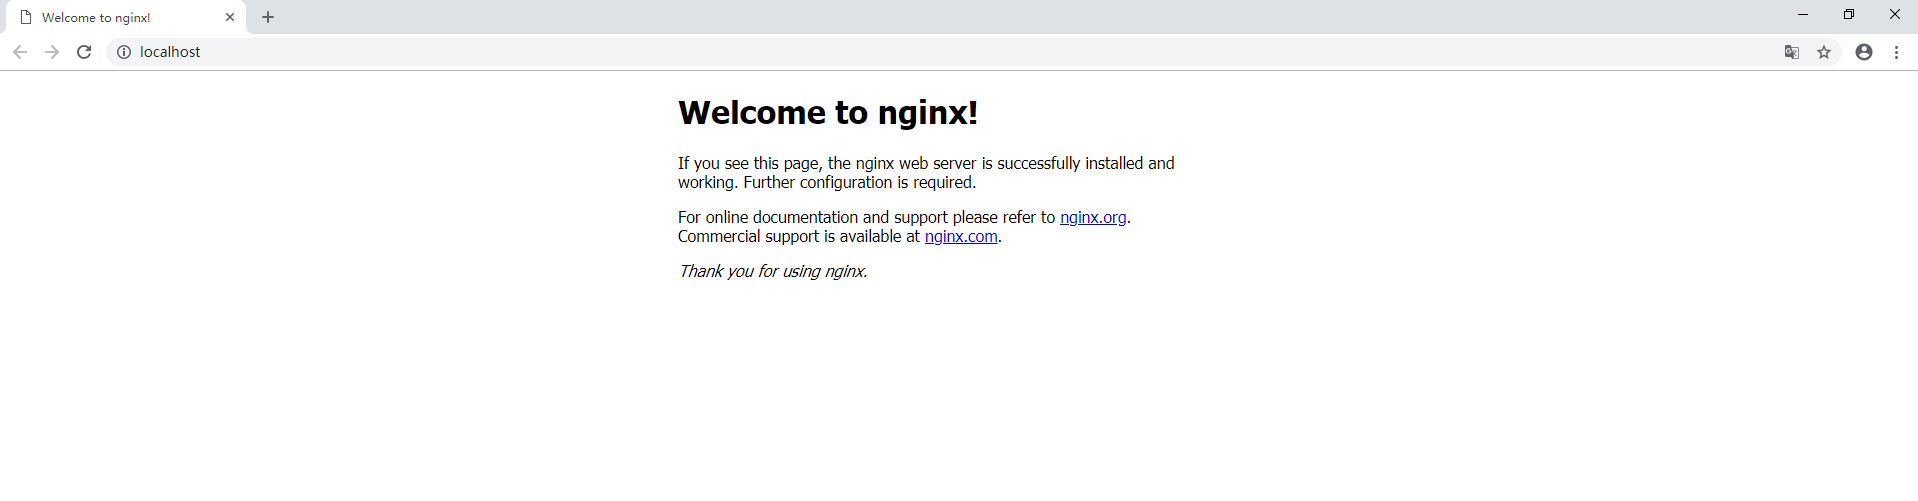 Welcome to nginx!
localhost
Welcome to nginx!
If you see this page, the nginx web server is successfully installed and
working. Further configuration is required.
For online documentation and support please refer to nginx.org.
Commercial support is available at nginx.com.
Thank you for using nginx.